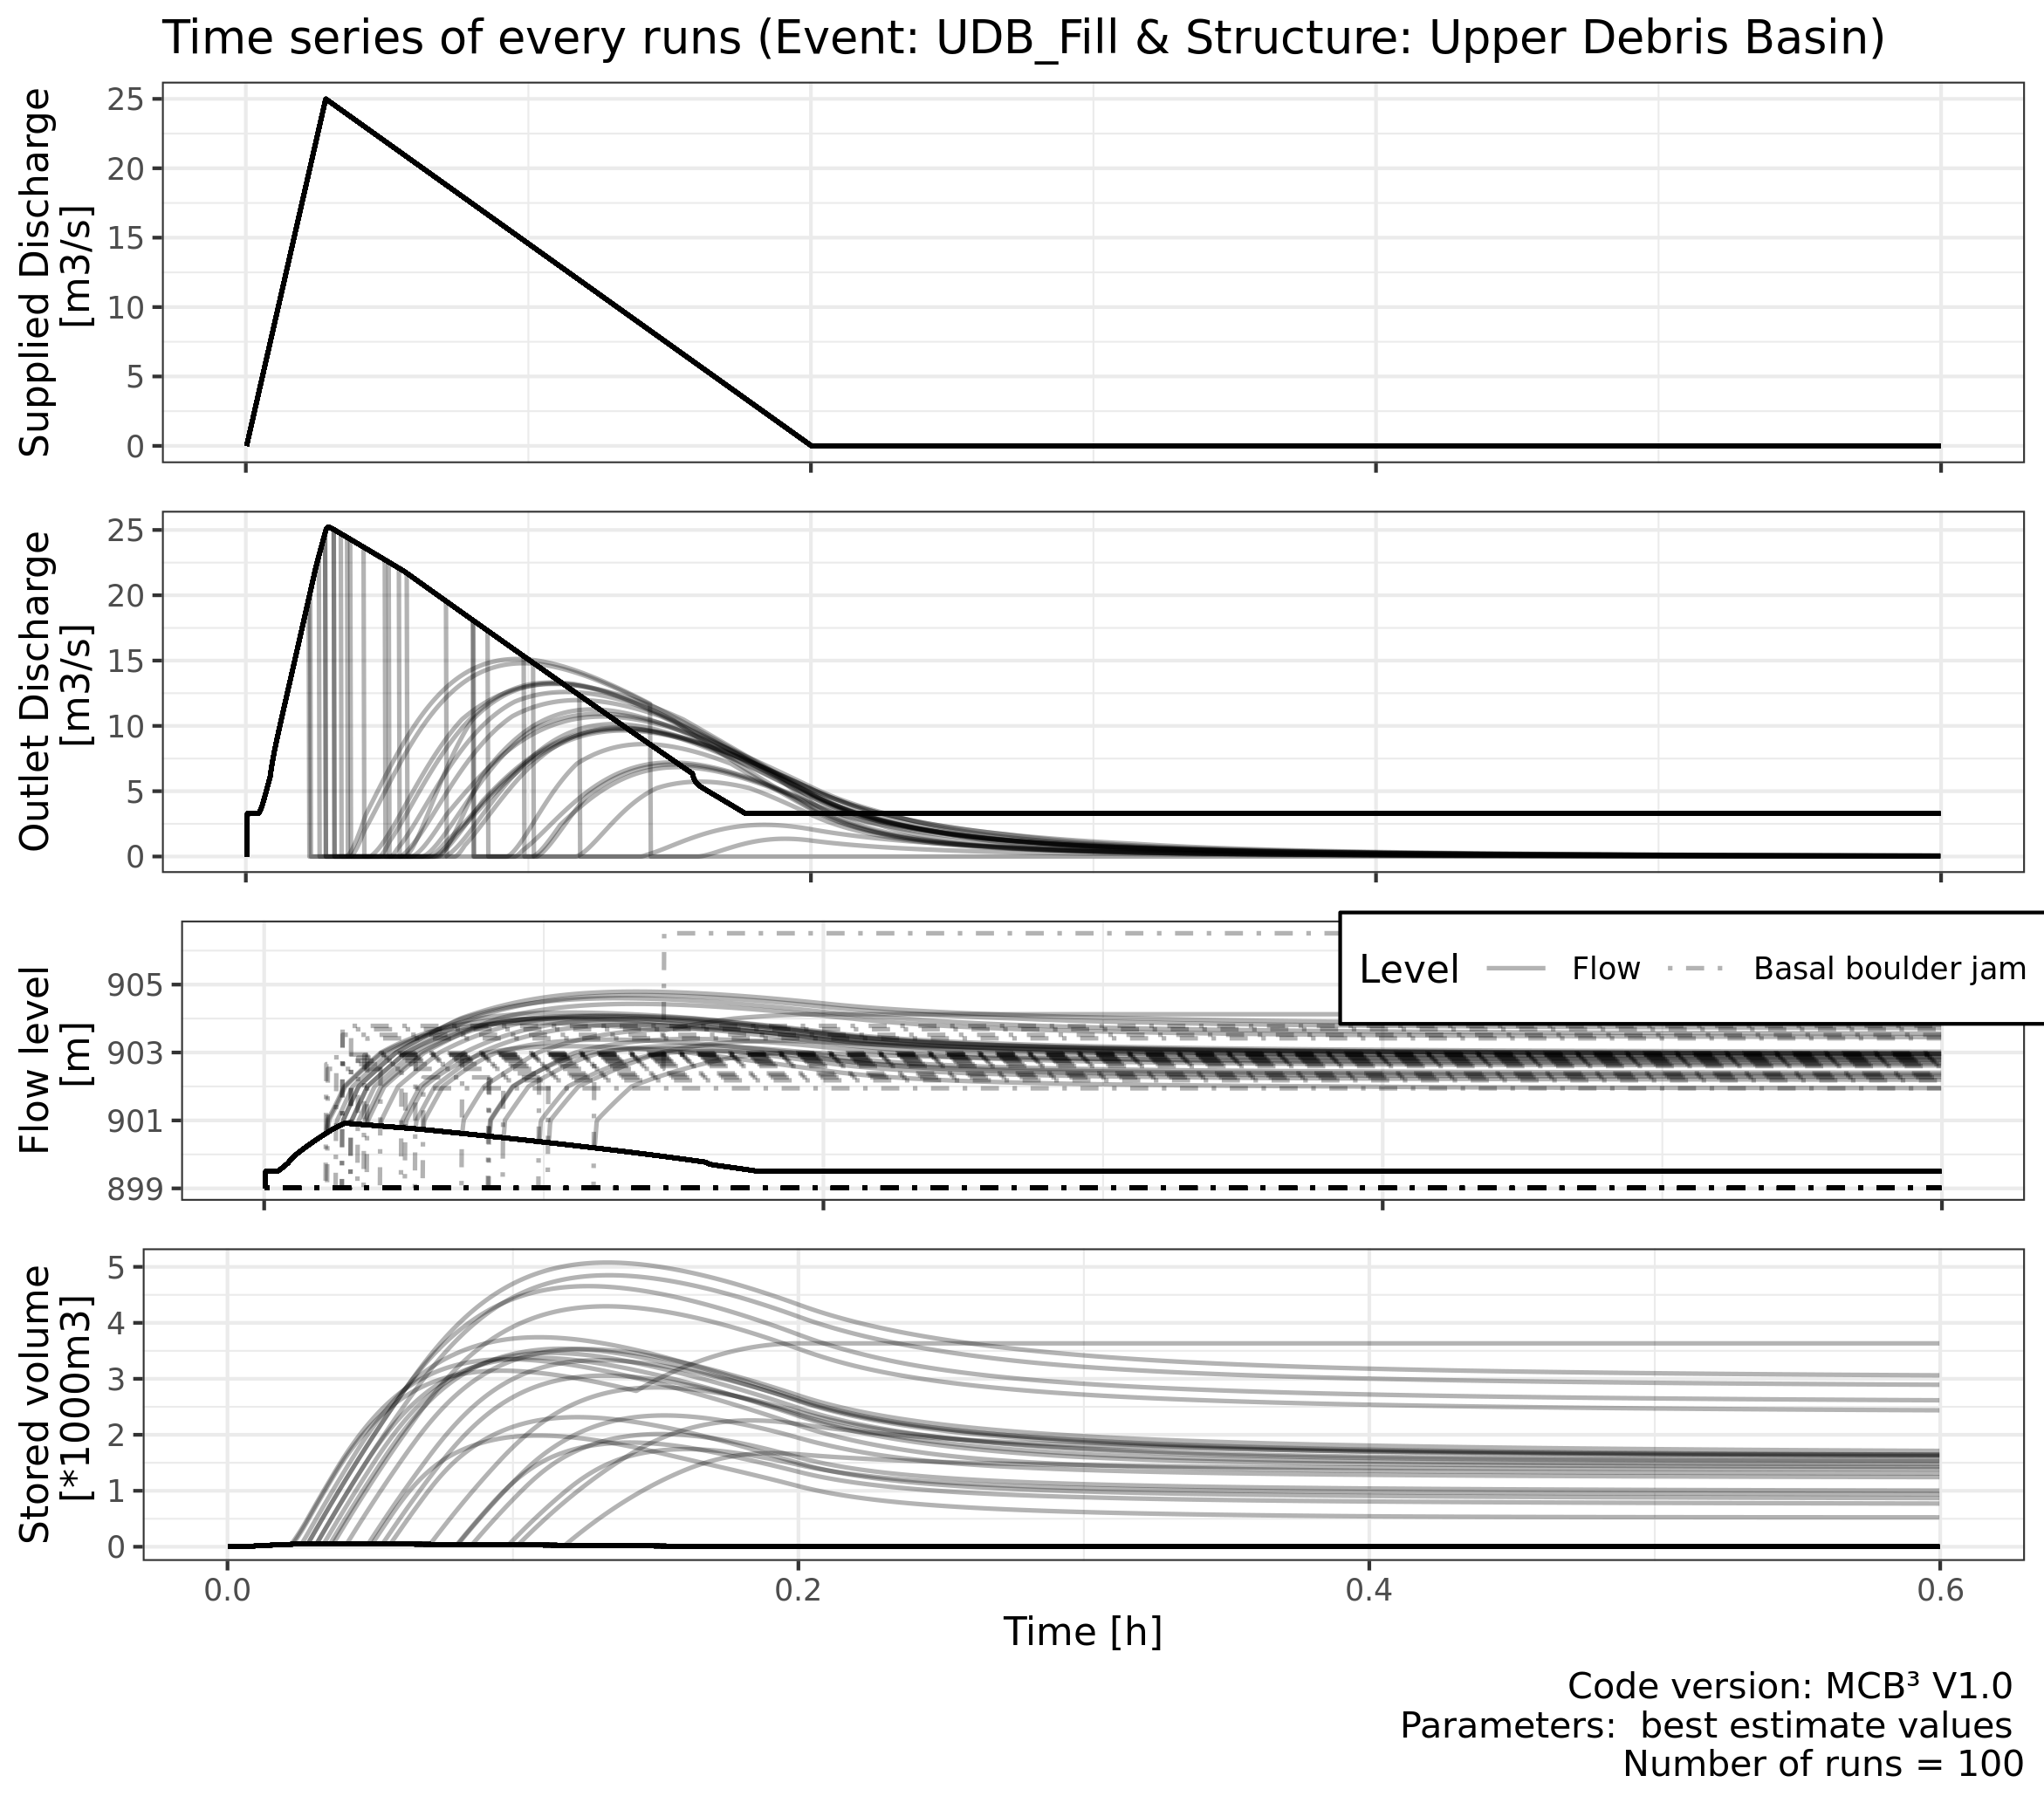 Time series of every runs (Event: UDB_Fill & Structure: Upper Debris Basin)
Supplied Discharge
[m3/s]
25
20
15
10
5
0
Outlet Discharge
[m3/s]
25
20
15
10
5
0
Flow level
[m]
905
903
901
899
Level Flow Basal boulder jam
Stored volume
[*1000m3]
5
4
3
2
1
0
0.0 0.2 0.4 0.6
Time [h]
Code version: MCB³ V1.0
Parameters:  best estimate values
Number of runs = 100